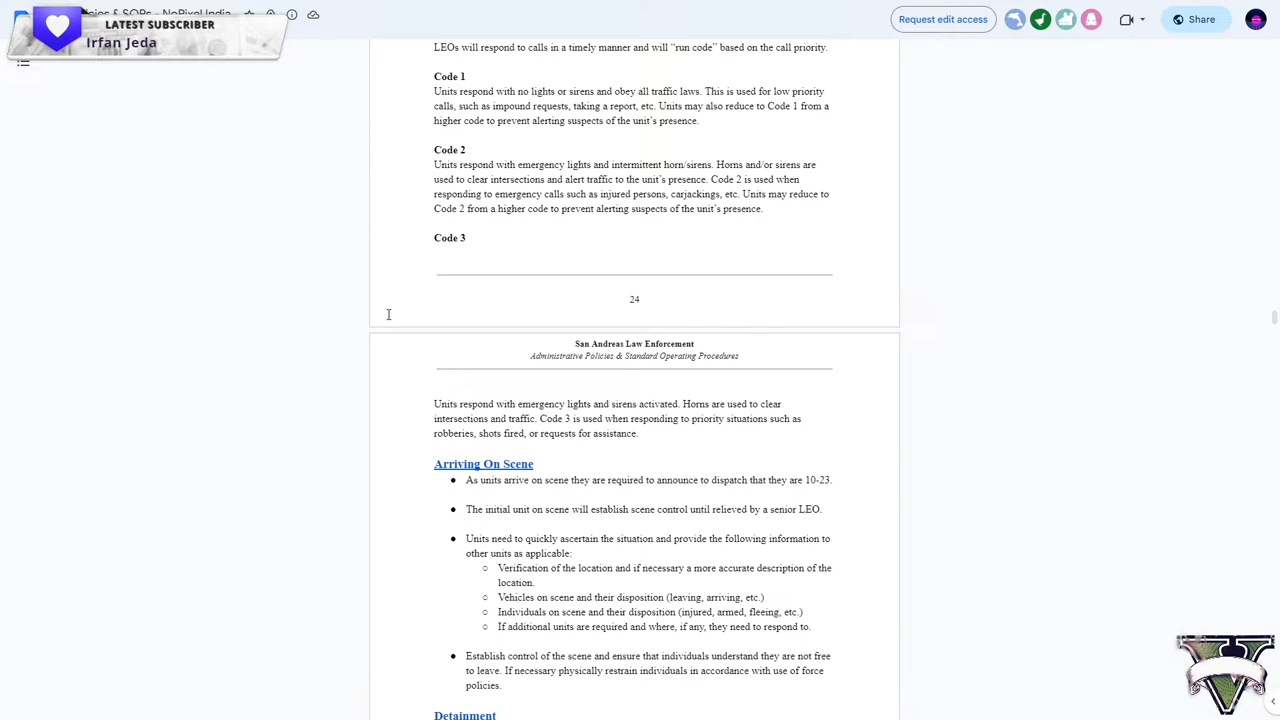 LATEST SUBSCRIBER
Irfan Jeda
cies & SOPs - NoPixel India
Request edit access
Share
LEOs will respond to calls in a timely manner and will “run code” based on the call priority.
Code 1
Units respond with no lights or sirens and obey all traffic laws. This is used for low priority
calls, such as impound requests, taking a report, etc. Units may also reduce to Code 1 from a
higher code to prevent alerting suspects of the unit’s presence.
Code 2
Units respond with emergency lights and intermittent horn/sirens. Horns and/or sirens are
used to clear intersections and alert traffic to the unit’s presence. Code 2 is used when
responding to emergency calls such as injured persons, carjackings, etc. Units may reduce to
Code 2 from a higher code to prevent alerting suspects of the unit’s presence.
Code 3
24
San Andreas Law Enforcement
Administrative Policies & Standard Operating Procedures
Units respond with emergency lights and sirens activated. Horns are used to clear
intersections and traffic. Code 3 is used when responding to priority situations such as
robberies, shots fired, or requests for assistance.
Arriving On Scene
● As units arrive on scene they are required to announce to dispatch that they are 10-23.
● The initial unit on scene will establish scene control until relieved by a senior LEO.
● Units need to quickly ascertain the situation and provide the following information to
other units as applicable:
○ Verification of the location and if necessary a more accurate description of the
location.
○ Vehicles on scene and their disposition (leaving, arriving, etc.)
○ Individuals on scene and their disposition (injured, armed, fleeing, etc.)
○ If additional units are required and where, if any, they need to respond to.
● Establish control of the scene and ensure that individuals understand they are not free
to leave. If necessary physically restrain individuals in accordance with use of force
policies.
Detainment